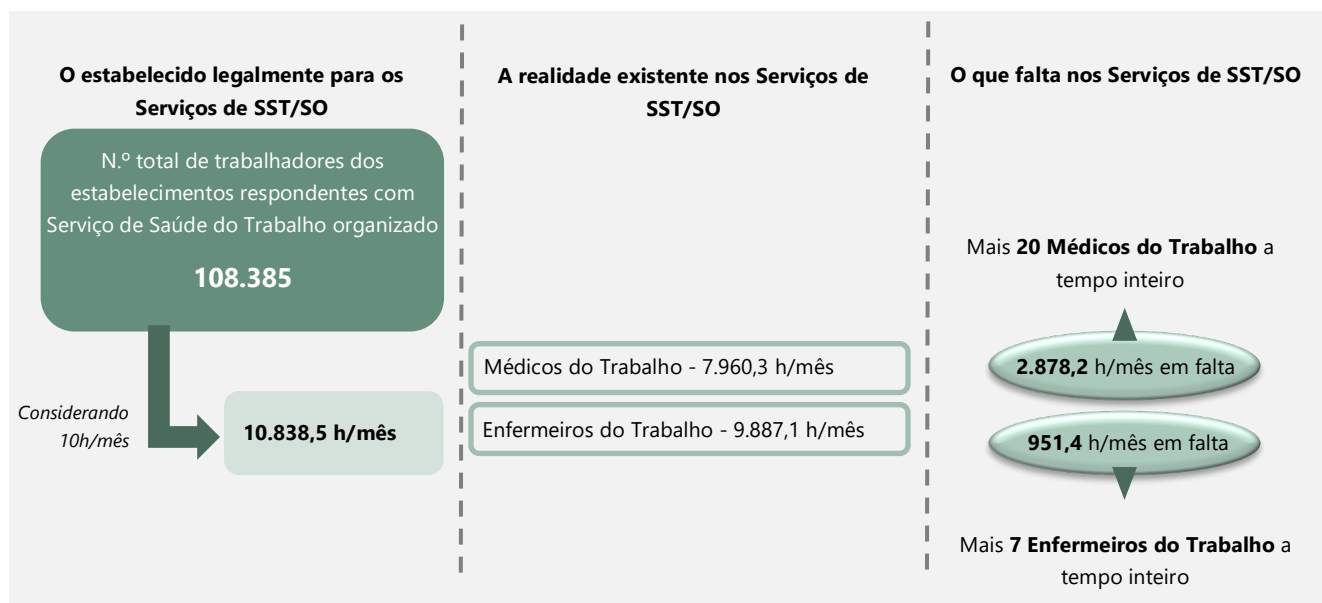 O estabelecido legalmente para os
Serviços de SST/SO
N.º total de trabalhadores dos
estabelecimentos respondentes com
Serviço de Saúde do Trabalho organizado
108.385
Considerando
10h/mês
10.838,5 h/mês
A realidade existente nos Serviços de
SST/SO
Médicos do Trabalho - 7.960,3 h/mês
Enfermeiros do Trabalho - 9.887,1 h/mês
O que falta nos Serviços de SST/SO
Mais 20 Médicos do Trabalho a
tempo inteiro
2.878,2 h/mês em falta
951,4 h/mês em falta
Mais 7 Enfermeiros do Trabalho a
tempo inteiro